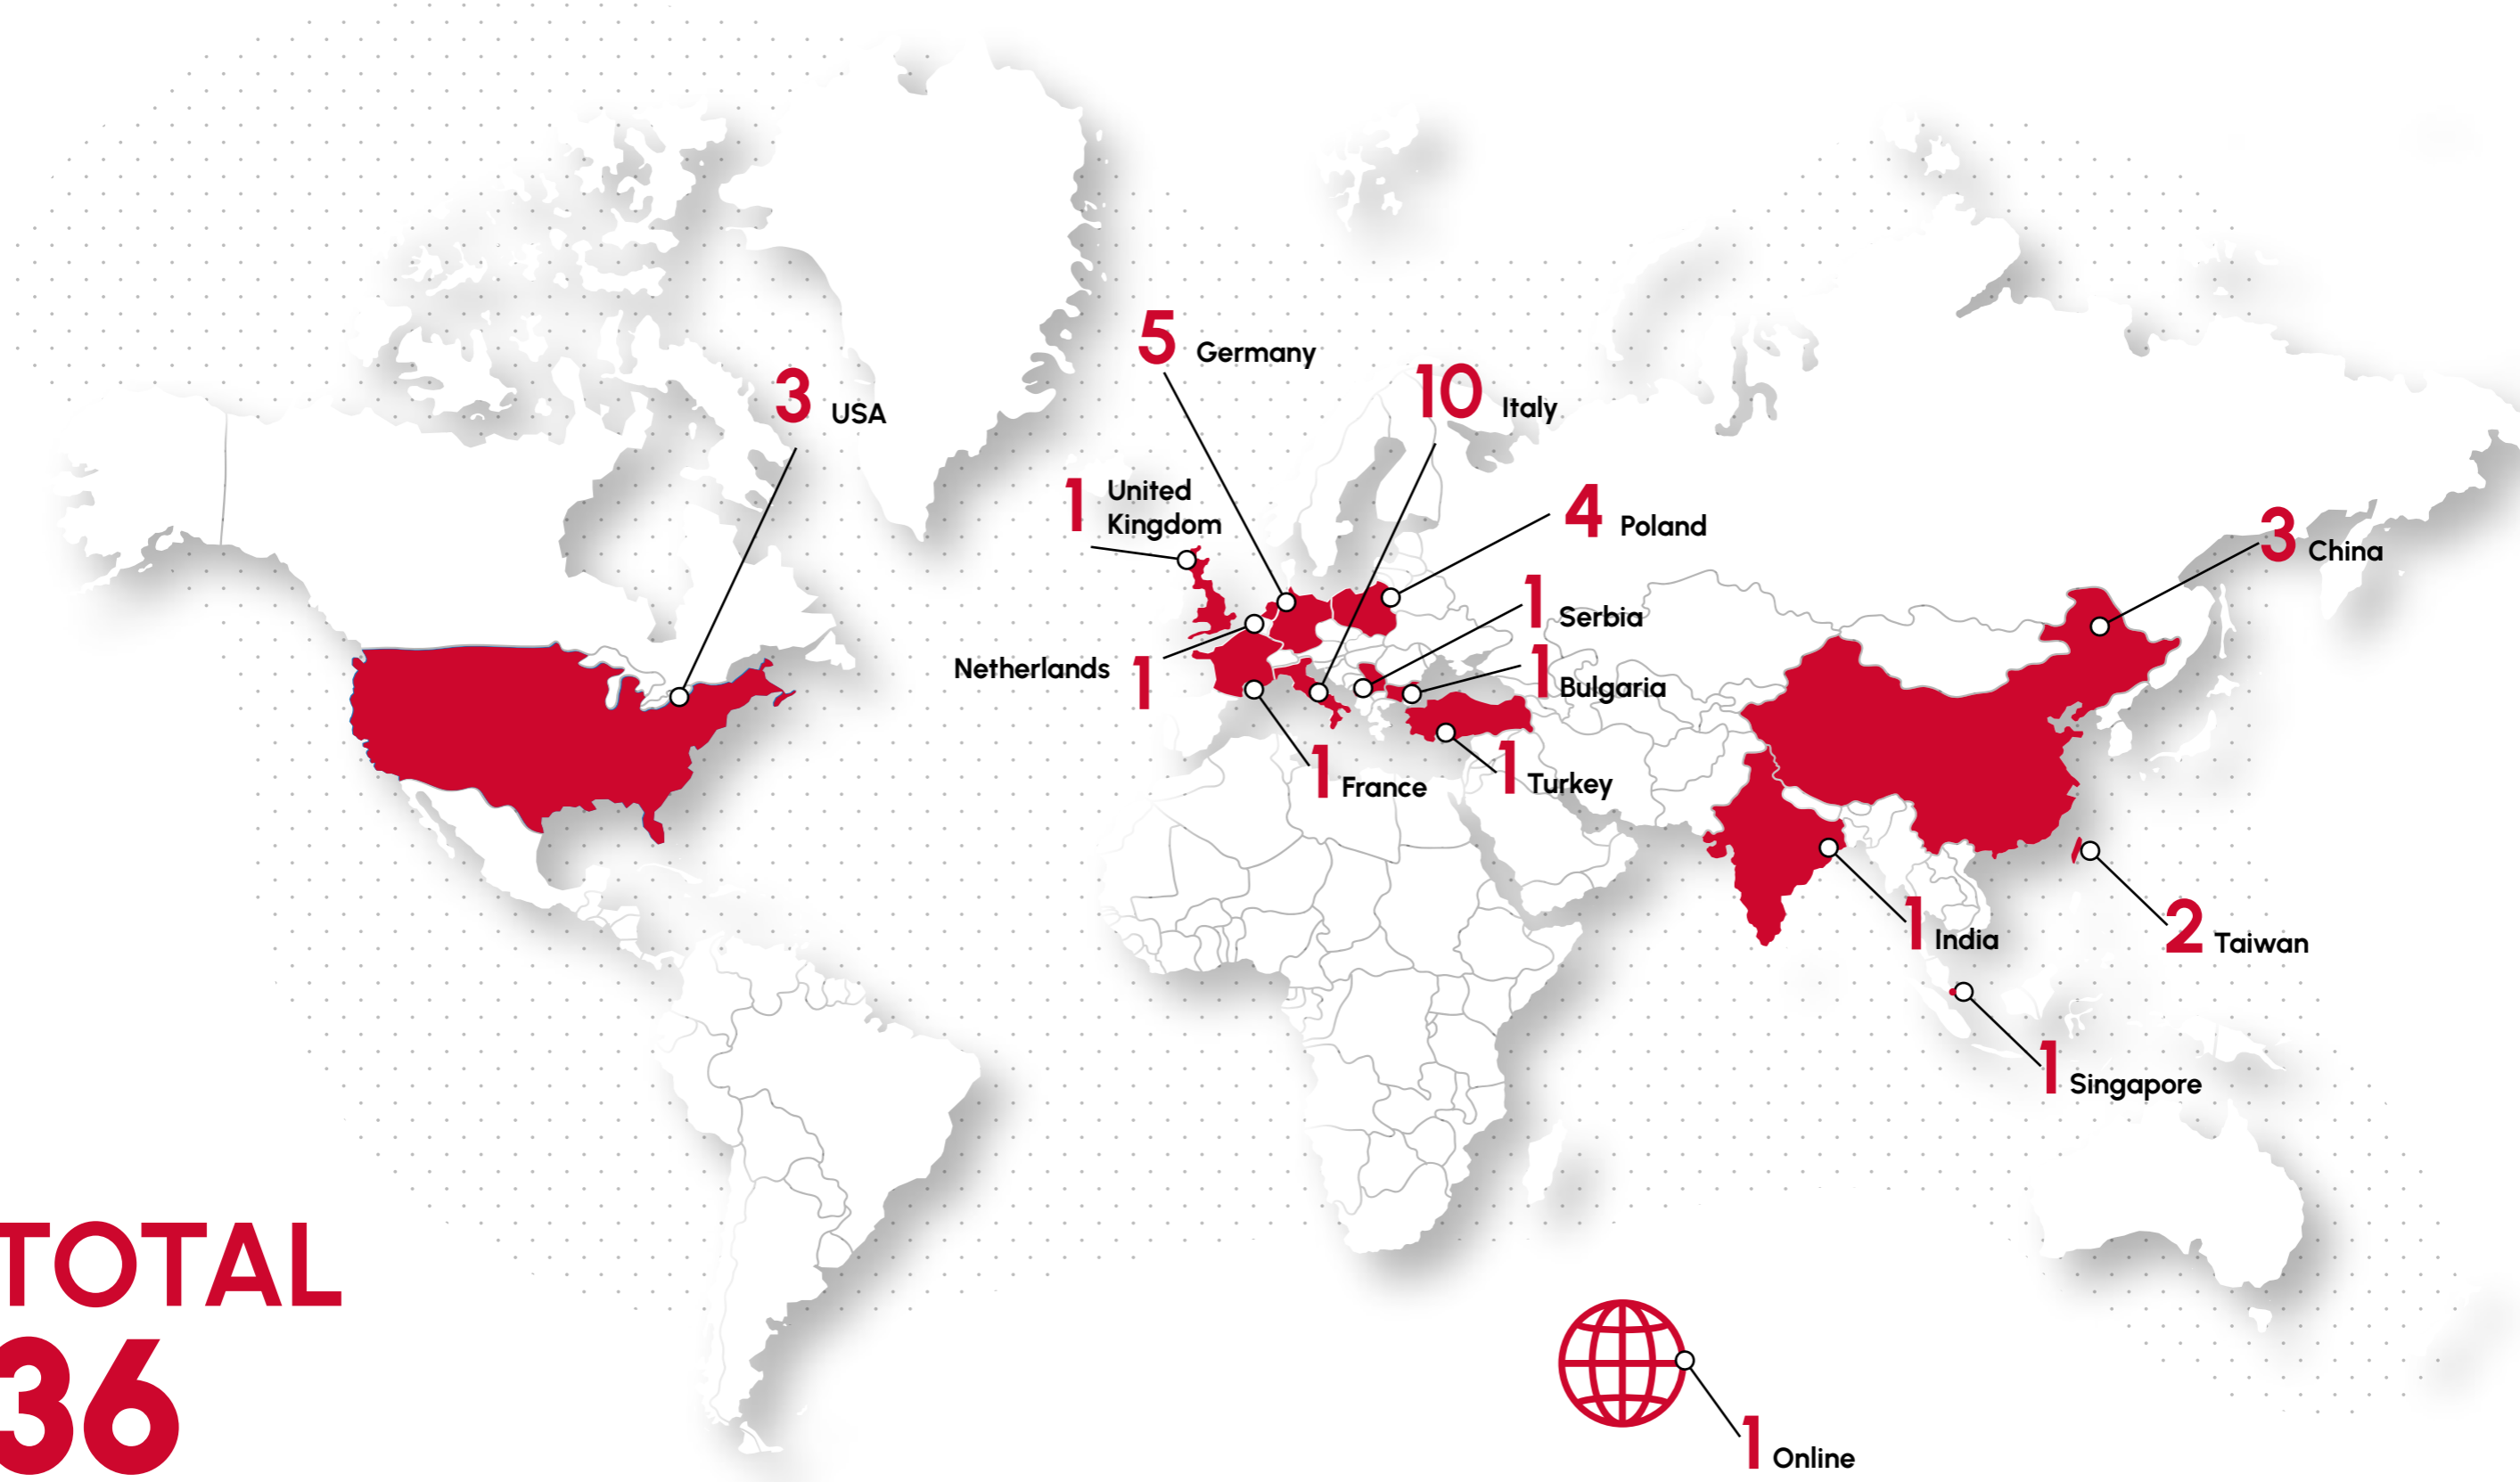 5 Germany
10 Italy
3 USA
1 United
Kingdom
4 Poland
3 China
1 Serbia
Netherlands 1
1 Bulgaria
1 France
1 Turkey
1 India
2 Taiwan
1 Singapore
TOTAL
36
1 Online